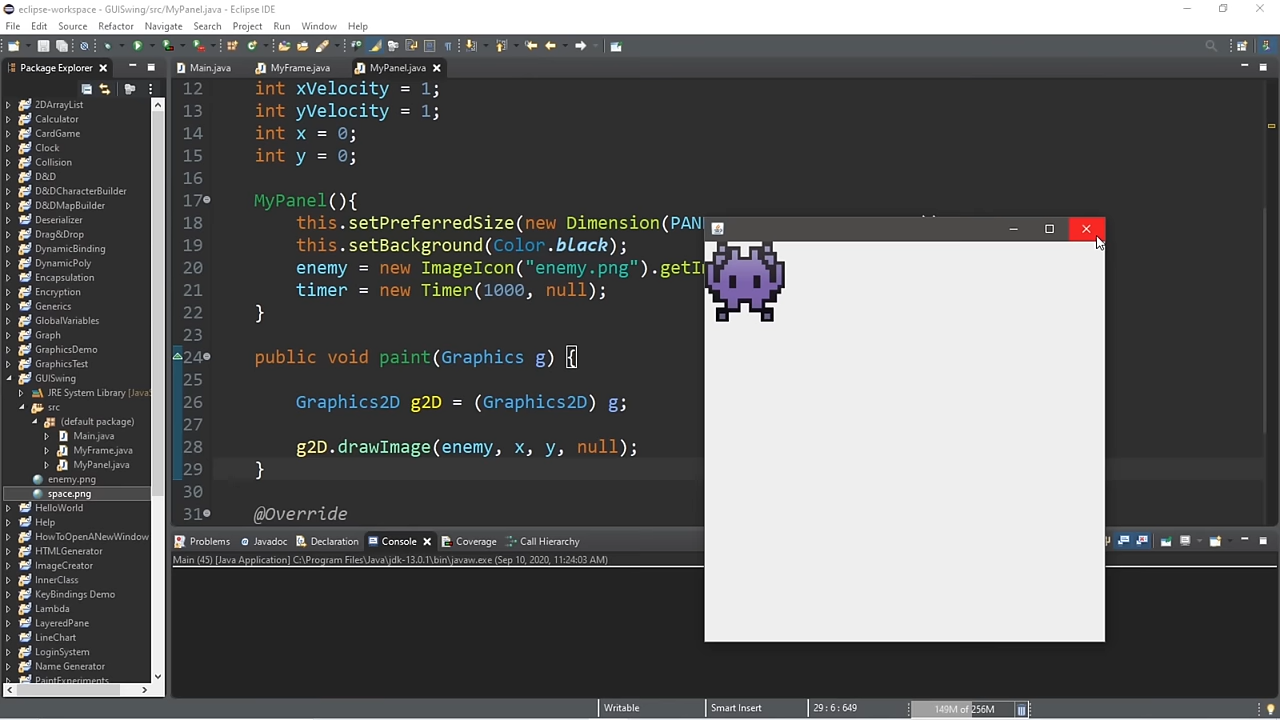 eclipse-workspace - GUISwing/src/MyPanel.java - Eclipse IDE
File Edit Source Refactor Navigate Search Project Run Window Help
Package Explorer
Main.java MyFrame.java MyPanel.java
2DArrayList
Calculator
CardGame
Clock
Collision
D&D
D&DCharacterBuilder
D&DMapBuilder
Deserializer
Drag&Drop
DynamicBinding
DynamicPoly
Encapsulation
Encryption
Generics
GlobalVariables
Graph
GraphicsDemo
GraphicsTest
GUISwing
JRE System Library [Java
src
(default package)
Main.java
MyFrame.java
MyPanel.java
enemy.png
space.png
HelloWorld
Help
HowToOpenANewWindow
HTMLGenerator
ImageCreator
InnerClass
KeyBindings Demo
Lambda
LayeredPane
LineChart
LoginSystem
Name Generator
PaintExperiments
12 int xVelocity = 1;
13 int yVelocity = 1;
14 int x = 0;
15 int y = 0;
16
17 MyPanel(){
18 this.setPreferredSize(new Dimension(PAN
19 this.setBackground(Color.black);
20 enemy = new ImageIcon("enemy.png").getI
21 timer = new Timer(1000, null);
22 }
23
24 public void paint(Graphics g) {
25
26 Graphics2D g2D = (Graphics2D) g;
27
28 g2D.drawImage(enemy, x, y, null);
29 }
30
31 @Override
Problems Javadoc Declaration Console Coverage Call Hierarchy
Main (45) [Java Application] C:\Program Files\Java\jdk-13.0.1\bin\javaw.exe (Sep 10, 2020, 11:24:03 AM)
Writable Smart Insert 29 : 6 : 649 149M of 256M